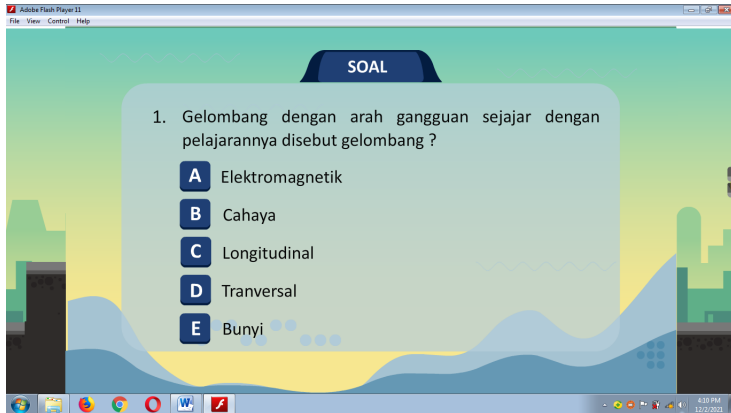 Adobe Flash Player 11
File View Control Help
SOAL
1. Gelombang dengan arah gangguan sejajar dengan
pelajarannya disebut gelombang ?
A Elektromagnetik
B Cahaya
C Longitudinal
D Tranversal
E Bunyi
4:10 PM
12/2/2021